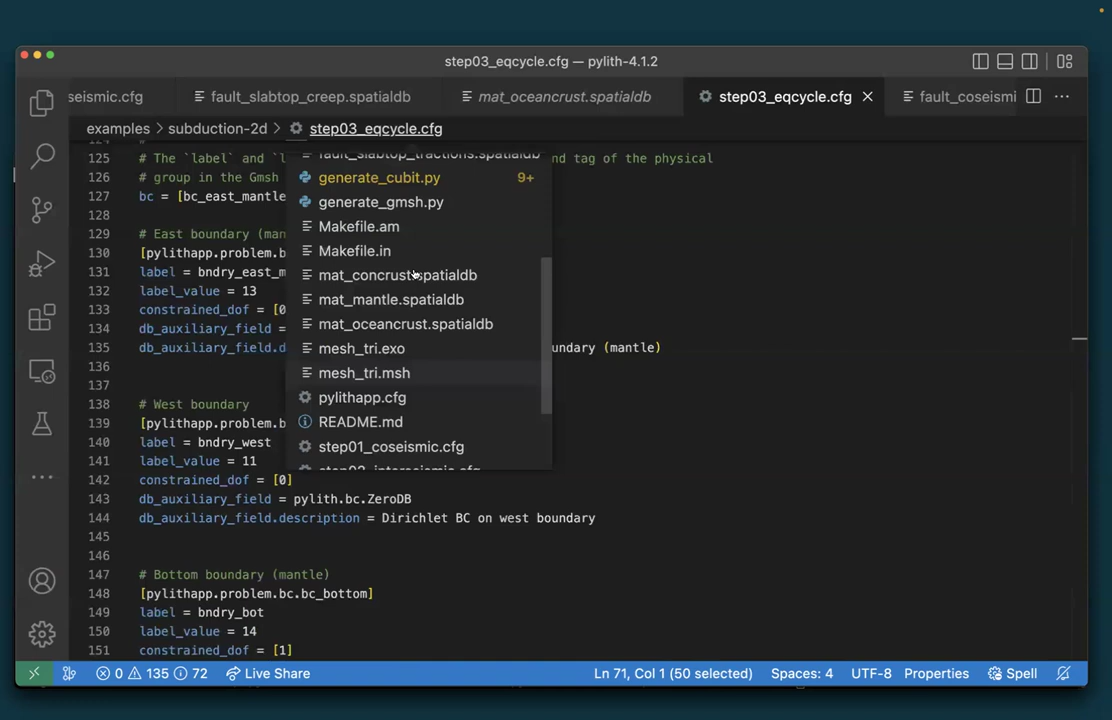 step03_eqcycle.cfg — pylith-4.1.2
seismic.cfg
fault_slabtop_creep.spatialdb
mat_oceancrust.spatialdb
step03_eqcycle.cfg
fault_coseismi
examples > subduction-2d > step03_eqcycle.cfg
125 # The `label` and `l
nd tag of the physical
126 # group in the Gmsh
127 bc = [bc_east_mantle
128
129 # East boundary (man
130 [pylithapp.problem.b
131 label = bndry_east_m
132 label_value = 13
133 constrained_dof = [0
134 db_auxiliary_field =
135 db_auxiliary_field.d
undary (mantle)
136
137
138 # West boundary
139 [pylithapp.problem.b
140 label = bndry_west
141 label_value = 11
142 constrained_dof = [0]
143 db_auxiliary_field = pylith.bc.ZeroDB
144 db_auxiliary_field.description = Dirichlet BC on west boundary
145
146
147 # Bottom boundary (mantle)
148 [pylithapp.problem.bc.bc_bottom]
149 label = bndry_bot
150 label_value = 14
151 constrained_dof = [1]
fault_slabtop_tractions.spatialdb
generate_cubit.py 9+
generate_gmsh.py
Makefile.am
Makefile.in
mat_concrust.spatialdb
mat_mantle.spatialdb
mat_oceancrust.spatialdb
mesh_tri.exo
mesh_tri.msh
pylithapp.cfg
README.md
step01_coseismic.cfg
step02_interseismic.cfg
0 135 72 Live Share Ln 71, Col 1 (50 selected) Spaces: 4 UTF-8 Properties Spell